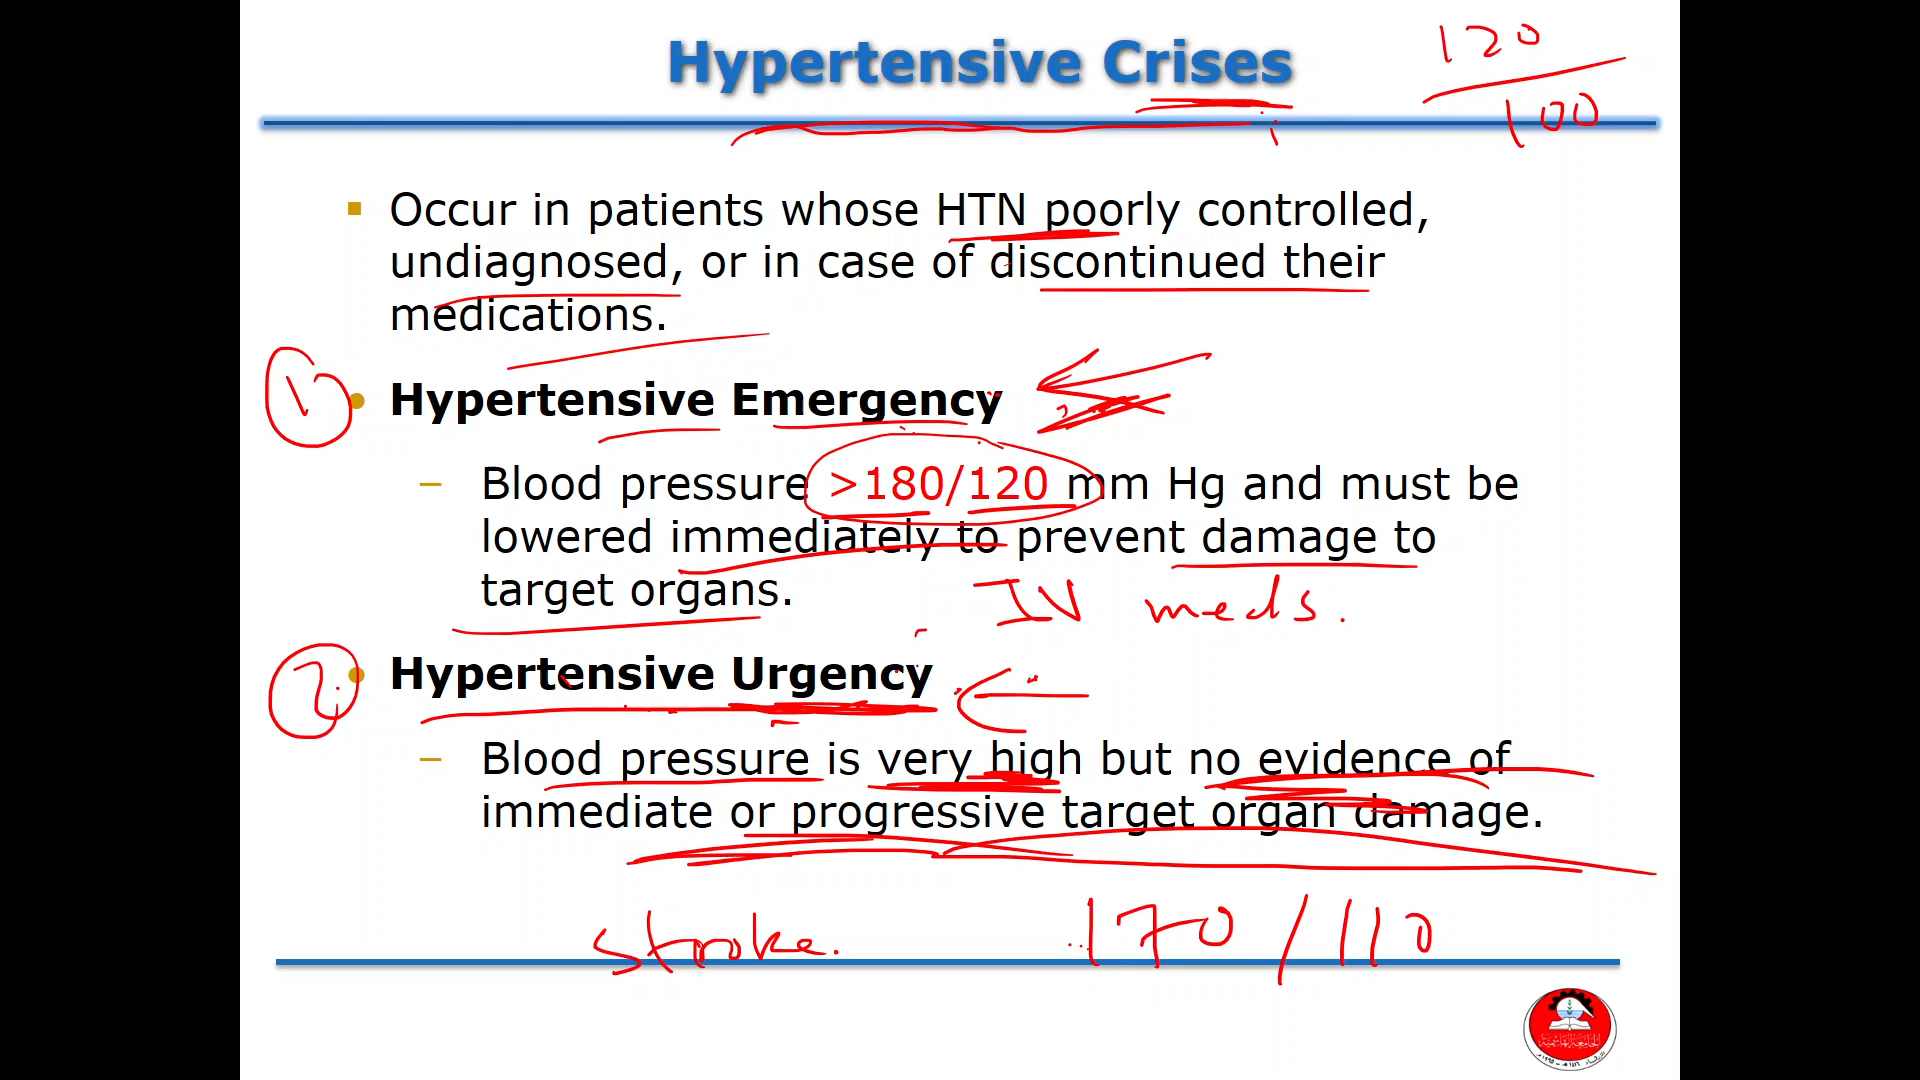 Hypertensive Crises
120
100
Occur in patients whose HTN poorly controlled,
undiagnosed, or in case of discontinued their
medications.
1
Hypertensive Emergency
Blood pressure >180/120 mm Hg and must be
lowered immediately to prevent damage to
target organs.
IV meds.
2
Hypertensive Urgency
Blood pressure is very high but no evidence of
immediate or progressive target organ damage.
stroke. 170/110